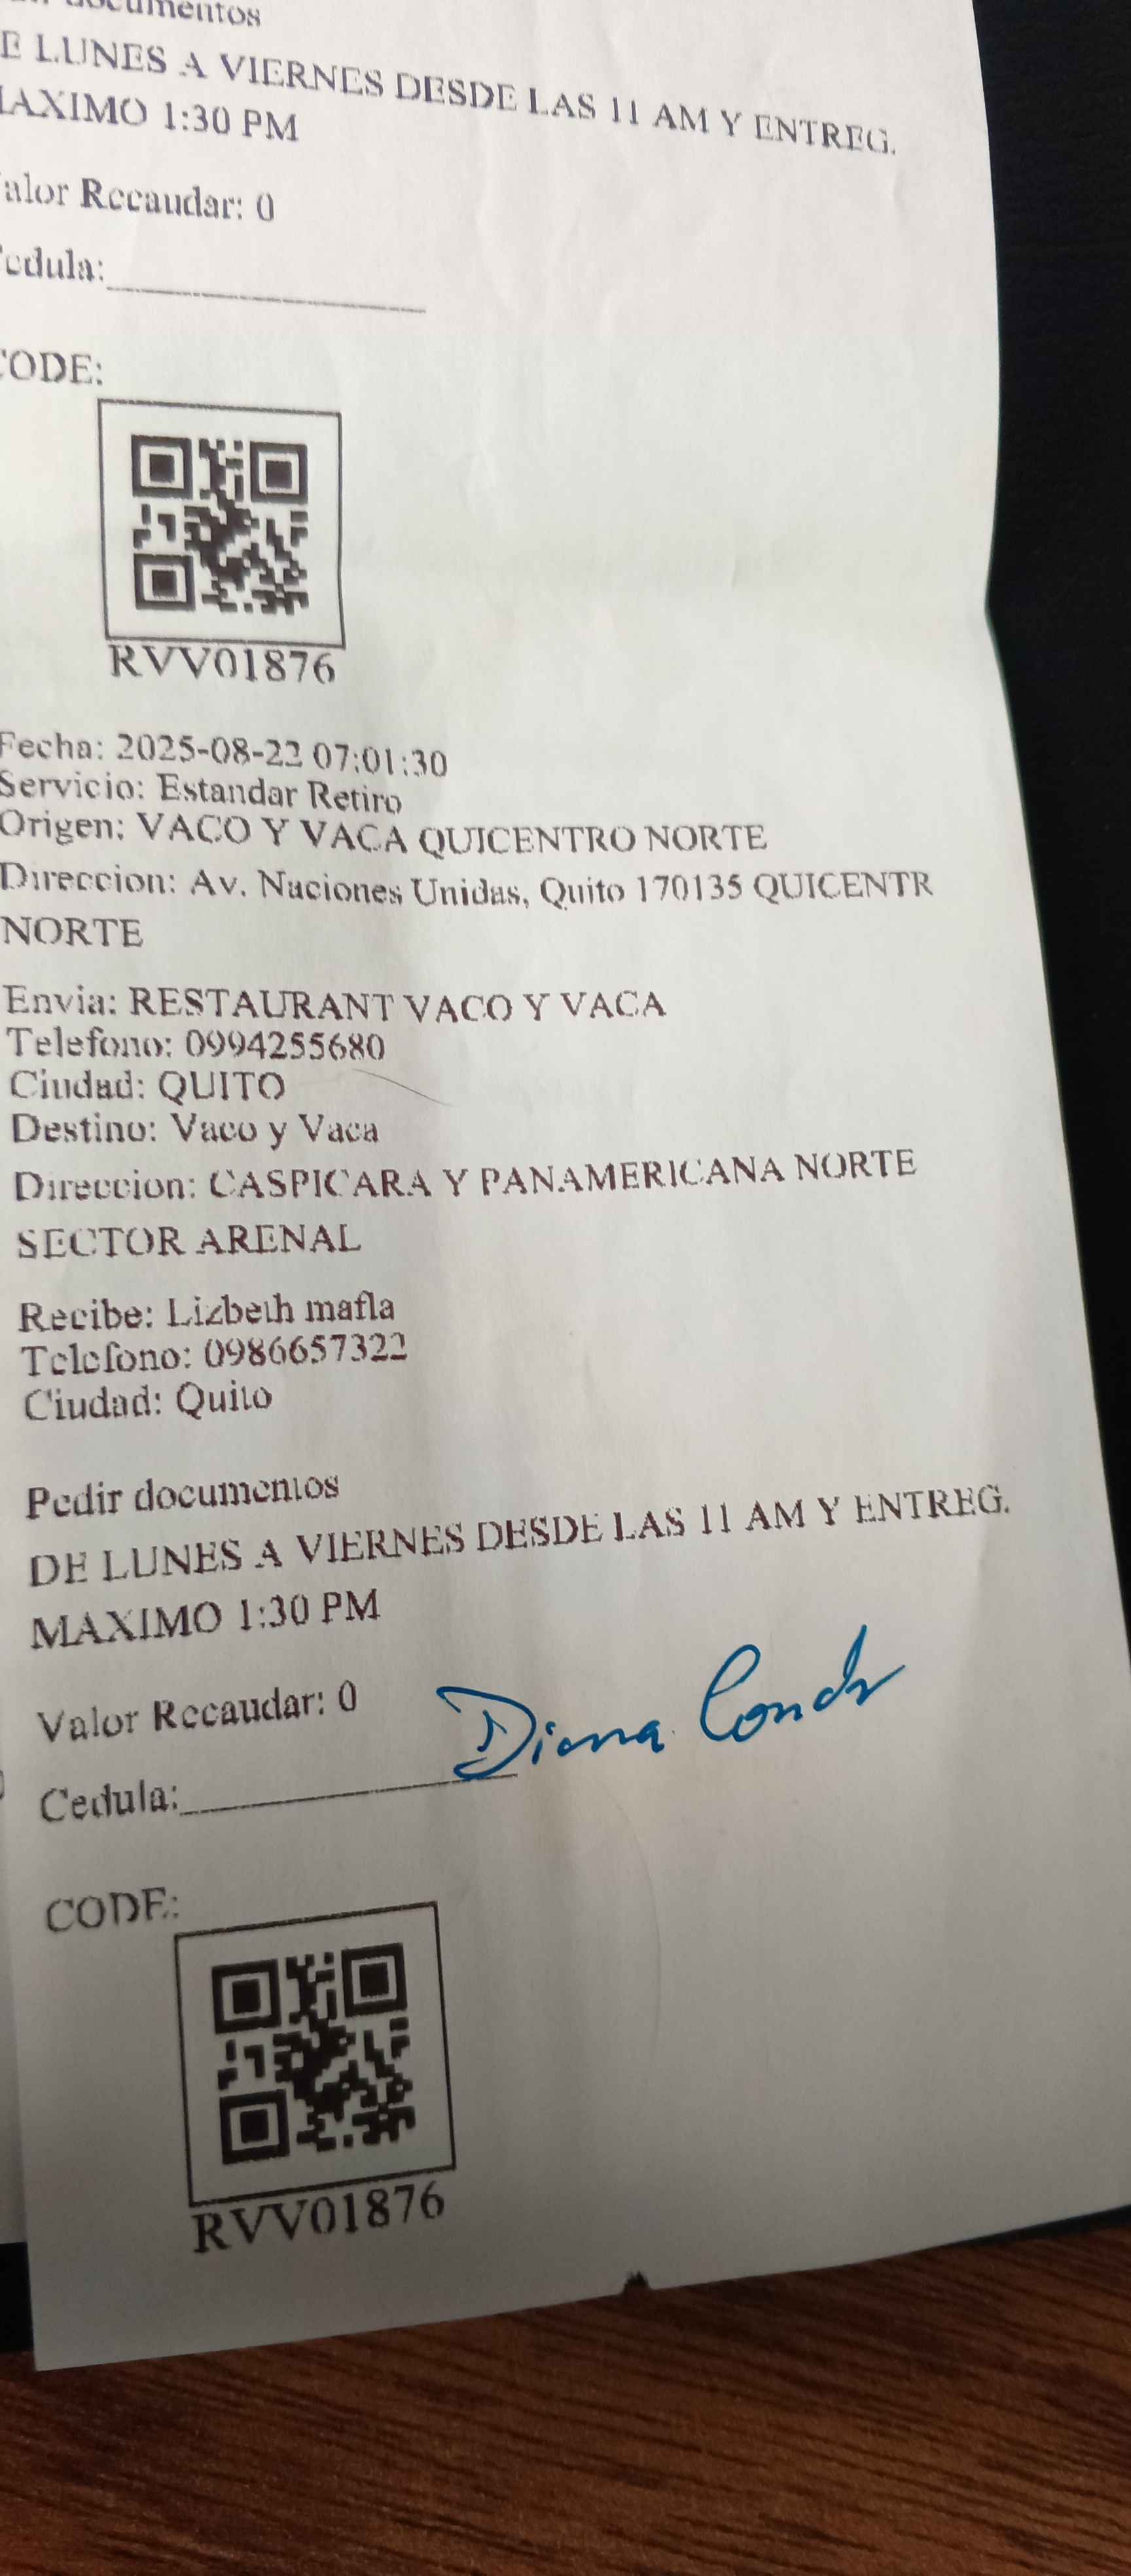 documentos
E LUNES A VIERNES DESDE LAS 11 AM Y ENTREG.
MAXIMO 1:30 PM
alor Recaudar: 0
edula:
CODE:
RVV01876
Fecha: 2025-08-22 07:01:30
Servicio: Estandar Retiro
Origen: VACO Y VACA QUICENTRO NORTE
Direccion: Av. Naciones Unidas, Quito 170135 QUICENTR
NORTE
Envia: RESTAURANT VACO Y VACA
Telefono: 0994255680
Ciudad: QUITO
Destino: Vaco y Vaca
Direccion: CASPICARA Y PANAMERICANA NORTE
SECTOR ARENAL
Recibe: Lizbeth mafla
Telefono: 0986657322
Ciudad: Quito
Pedir documentos
DE LUNES A VIERNES DESDE LAS 11 AM Y ENTREG.
MAXIMO 1:30 PM
Valor Recaudar: 0
Diana
Cedula:
CODE:
RVV01876